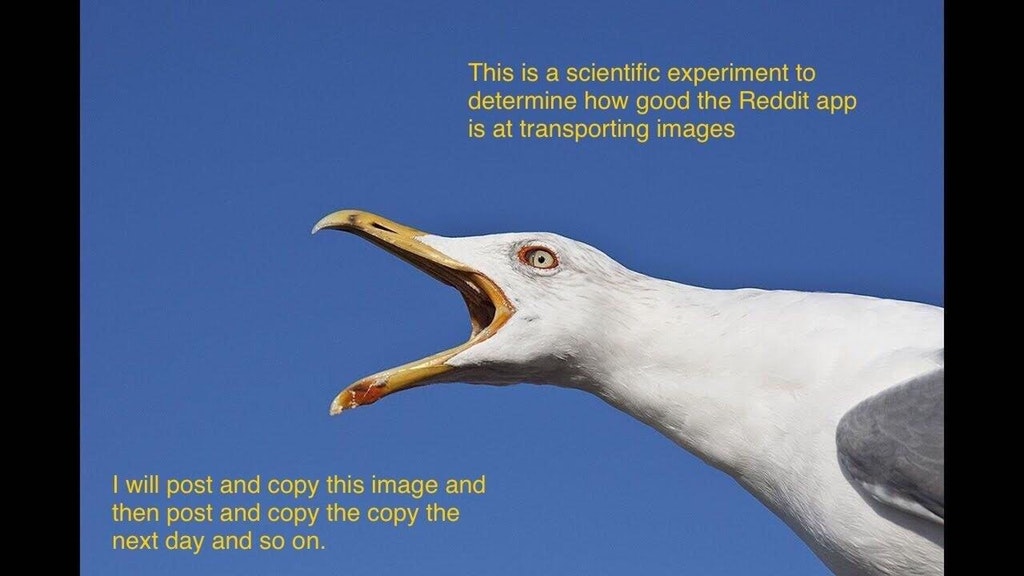 This is a scientific experiment to
determine how good the Reddit app
is at transporting images
I will post and copy this image and
then post and copy the copy the
next day and so on.